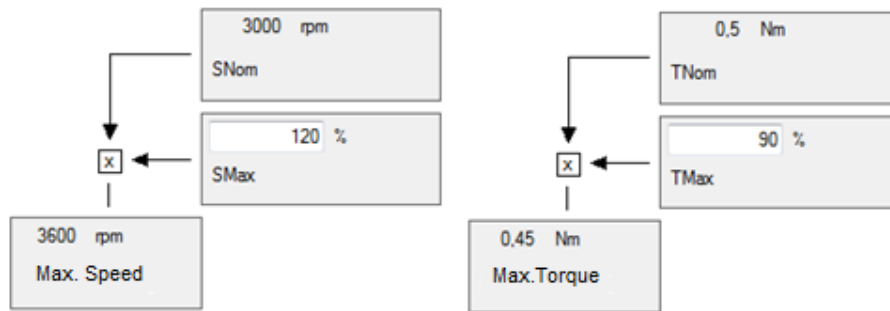 3000 rpm
SNom
120 %
SMax
x
3600 rpm
Max. Speed
0,5 Nm
TNom
90 %
TMax
x
0,45 Nm
Max.Torque